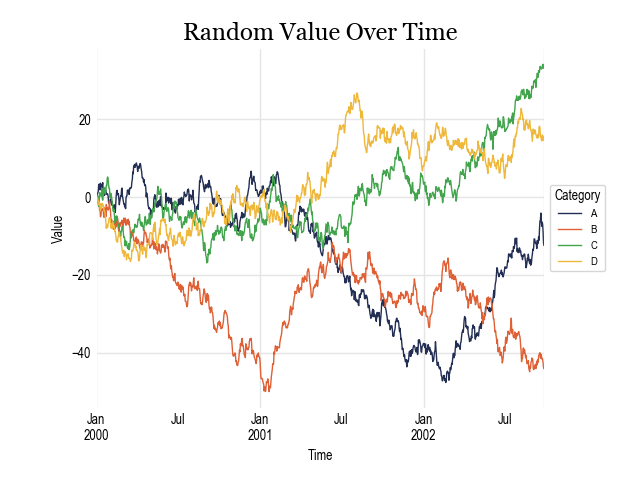 Random Value Over Time
Value
20
0
−20
−40
Jan Jul Jan Jul Jan Jul
2000 2001 2002
Time
Category
A
B
C
D